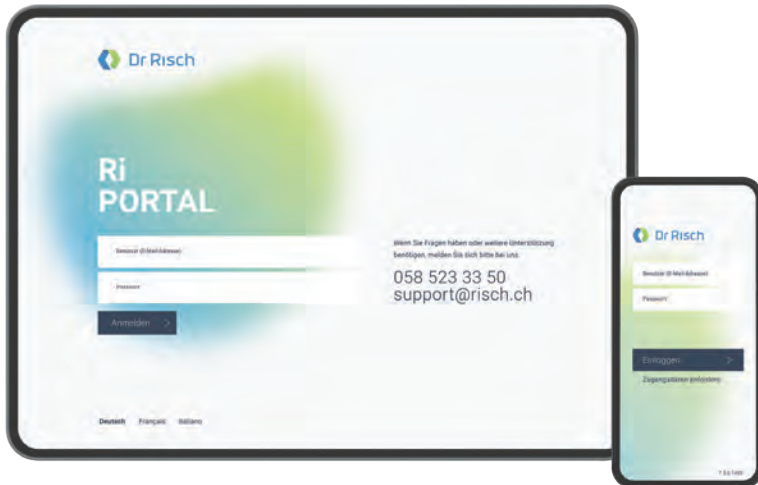 Dr Risch
Ri
PORTAL
Benutzer (E-Mail-Adresse)
Passwort
Anmelden
Wenn Sie Fragen haben oder weitere Unterstützung
benötigen, melden Sie sich bitte bei uns.
058 523 33 50
support@risch.ch
Deutsch Français Italiano
Dr Risch
Benutzer (E-Mail-Adresse)
Passwort
Einloggen
Zugangsdaten